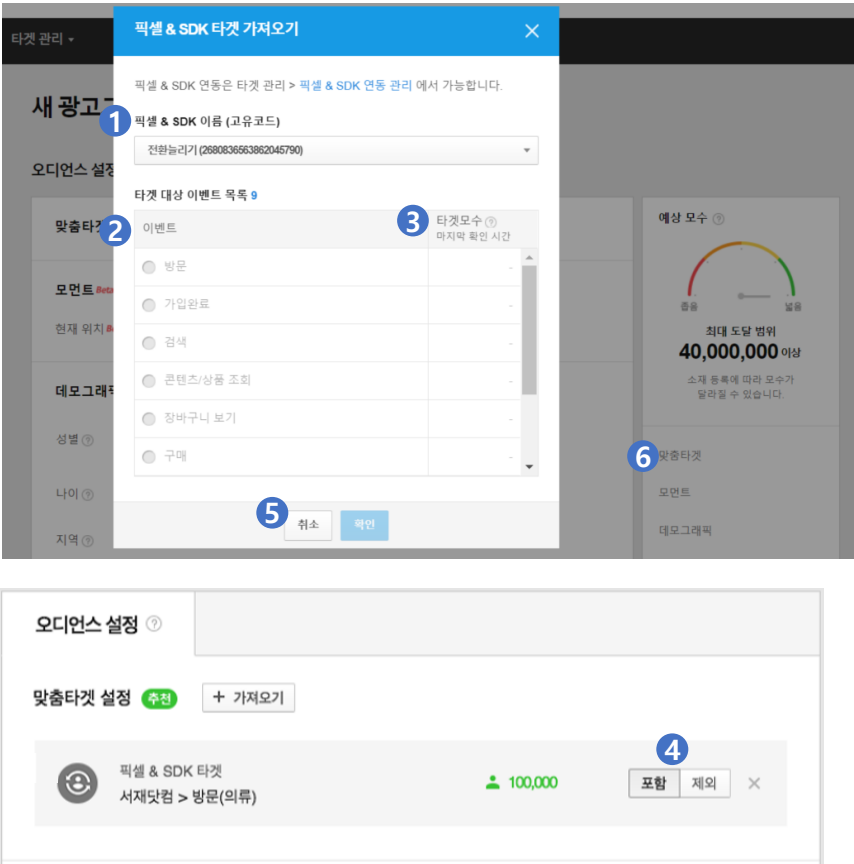 타겟 관리
픽셀 & SDK 타겟 가져오기
픽셀 & SDK 연동은 타겟 관리 > 픽셀 & SDK 연동 관리 에서 가능합니다.
새 광고그
1 픽셀 & SDK 이름 (고유코드)
전환늘리기 (2680836563862045790)
오디언스 설정
타겟 대상 이벤트 목록 9
맞춤타겟
2 이벤트
3 타겟모수 ?
마지막 확인 시간
방문 -
가입완료 -
검색 -
콘텐츠/상품 조회 -
장바구니 보기 -
구매 -
모먼트 Beta
현재 위치
데모그래픽
성별 ?
나이 ?
지역 ?
5 취소 확인
예상 모수 ?
좁음 넓음
최대 도달 범위
40,000,000 이상
소재 등록에 따라 모수가
달라질 수 있습니다.
6 맞춤타겟
모먼트
데모그래픽
오디언스 설정 ?
맞춤타겟 설정 추천 + 가져오기
4
픽셀 & SDK 타겟
서재닷컴 > 방문(의류)
100,000
포함 제외